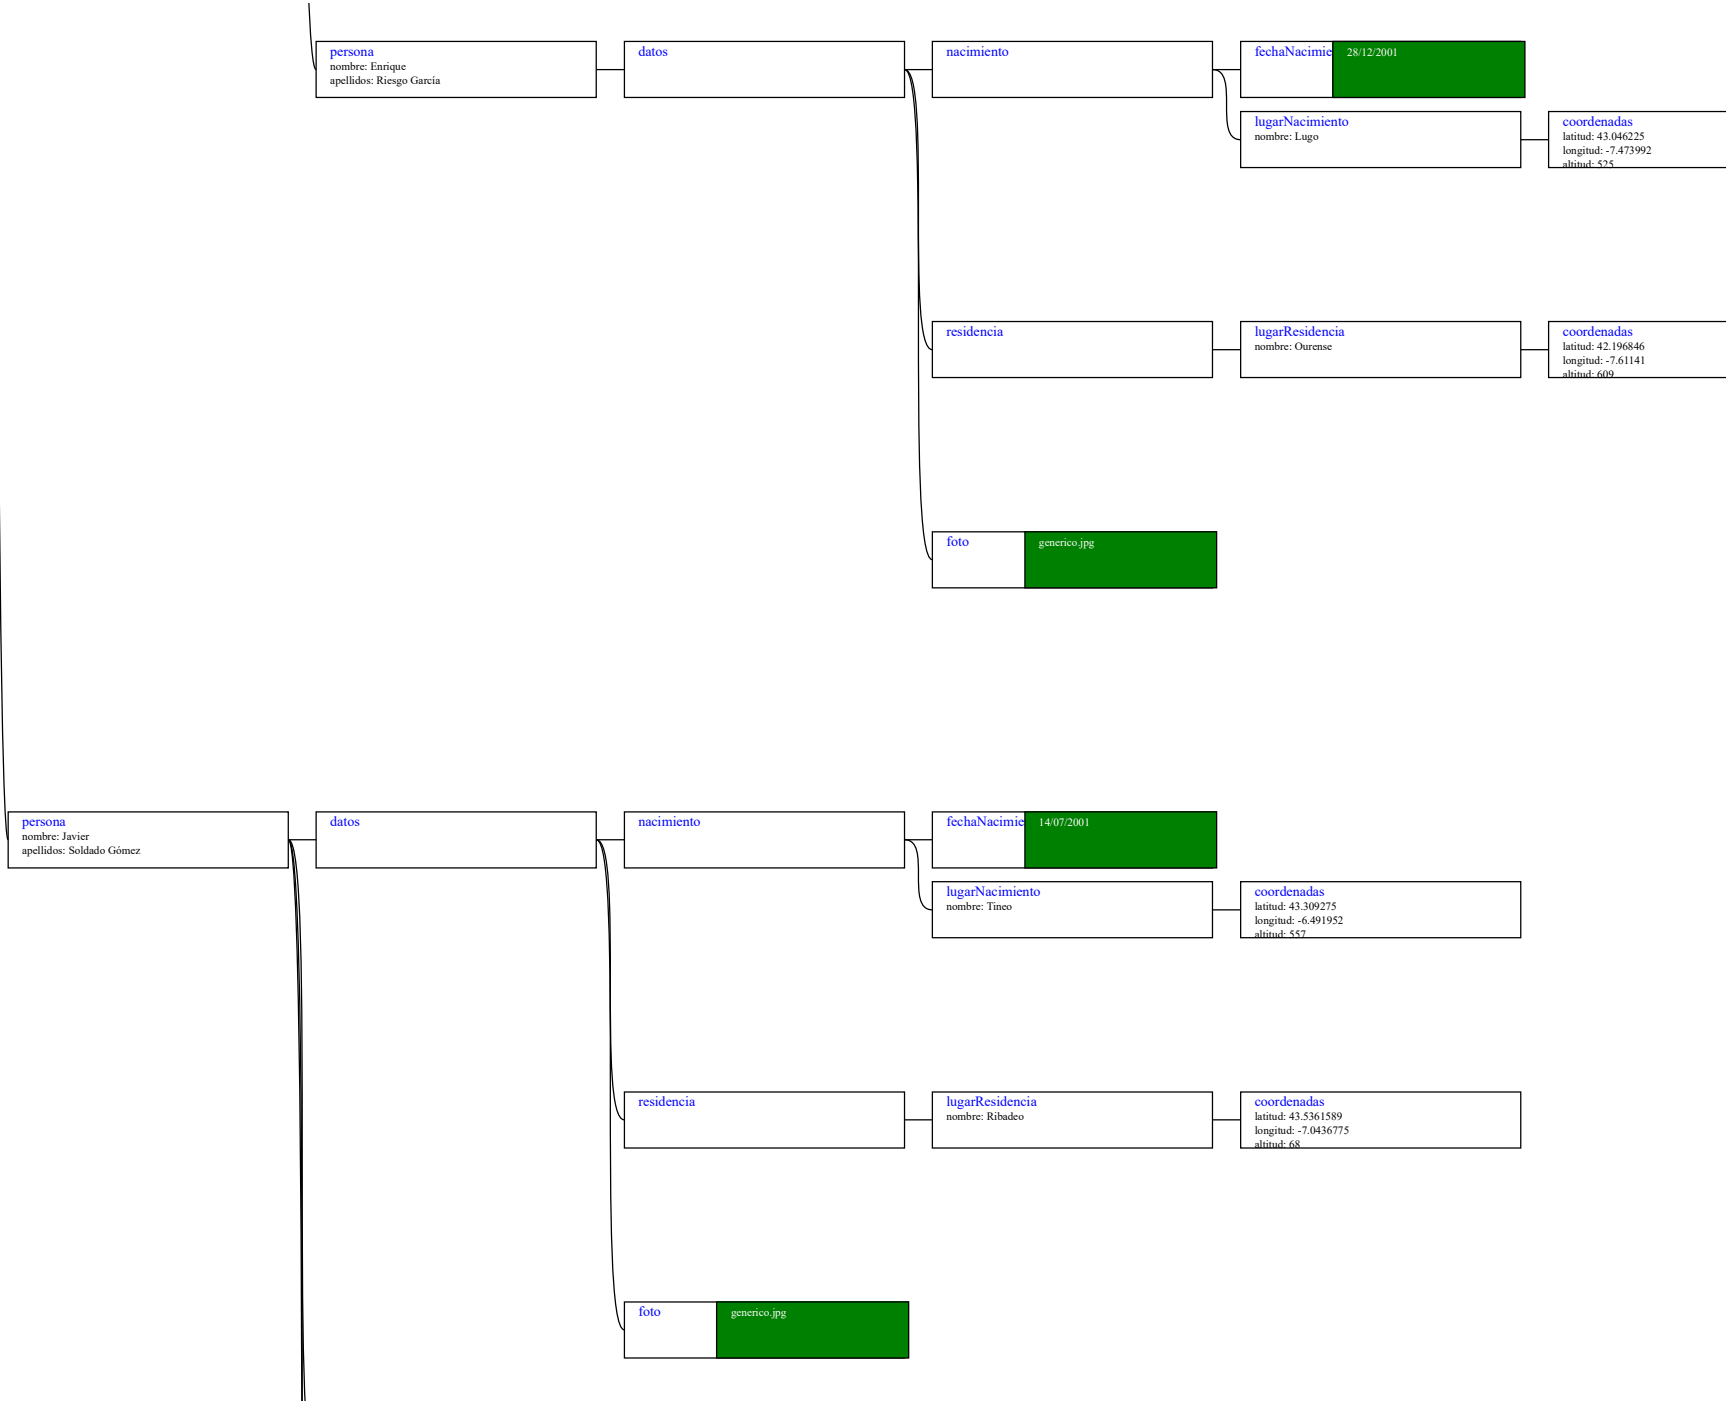 persona
nombre: Enrique
apellidos: Riesgo García
datos
nacimiento
fechaNacimie
28/12/2001
lugarNacimiento
nombre: Lugo
coordenadas
latitud: 43.046225
longitud: -7.473992
altitud: 525
residencia
lugarResidencia
nombre: Ourense
coordenadas
latitud: 42.196846
longitud: -7.61141
altitud: 609
foto
generico.jpg
persona
nombre: Javier
apellidos: Soldado Gómez
datos
nacimiento
fechaNacimie
14/07/2001
lugarNacimiento
nombre: Tineo
coordenadas
latitud: 43.309275
longitud: -6.491952
altitud: 557
residencia
lugarResidencia
nombre: Ribadeo
coordenadas
latitud: 43.5361589
longitud: -7.0436775
altitud: 68
foto
generico.jpg